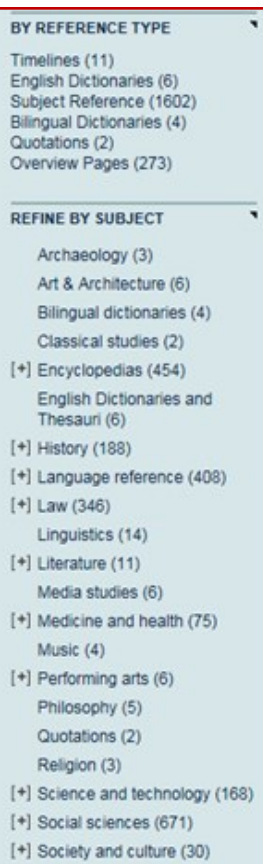 BY REFERENCE TYPE
Timelines (11)
English Dictionaries (6)
Subject Reference (1602)
Bilingual Dictionaries (4)
Quotations (2)
Overview Pages (273)
REFINE BY SUBJECT
Archaeology (3)
Art & Architecture (6)
Bilingual dictionaries (4)
Classical studies (2)
[+] Encyclopedias (454)
English Dictionaries and
Thesauri (6)
[+] History (188)
[+] Language reference (408)
[+] Law (346)
Linguistics (14)
[+] Literature (11)
Media studies (6)
[+] Medicine and health (75)
Music (4)
[+] Performing arts (6)
Philosophy (5)
Quotations (2)
Religion (3)
[+] Science and technology (168)
[+] Social sciences (671)
[+] Society and culture (30)